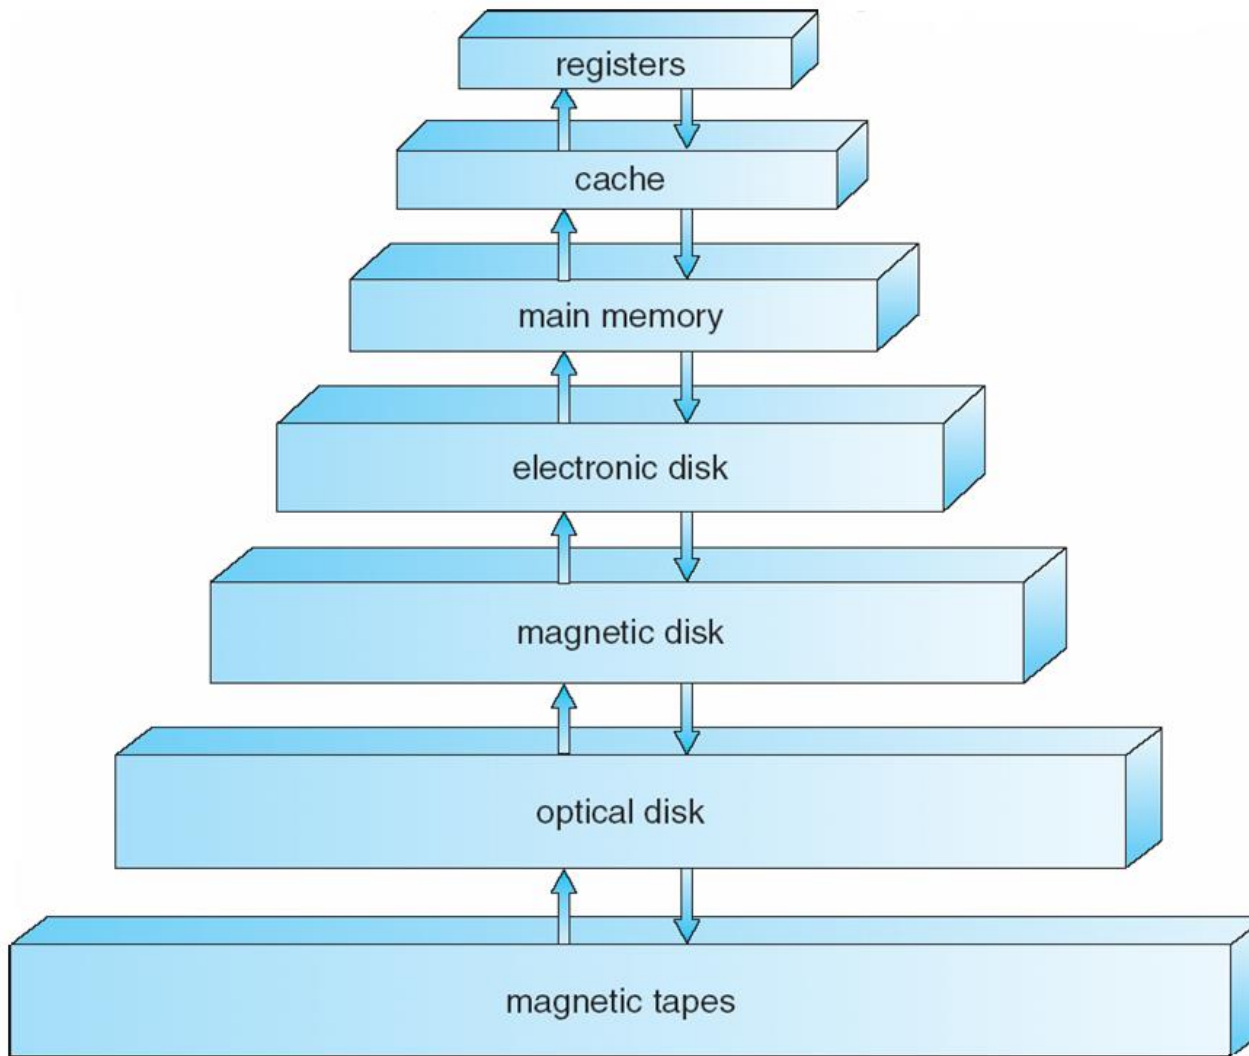 registers
cache
main memory
electronic disk
magnetic disk
optical disk
magnetic tapes